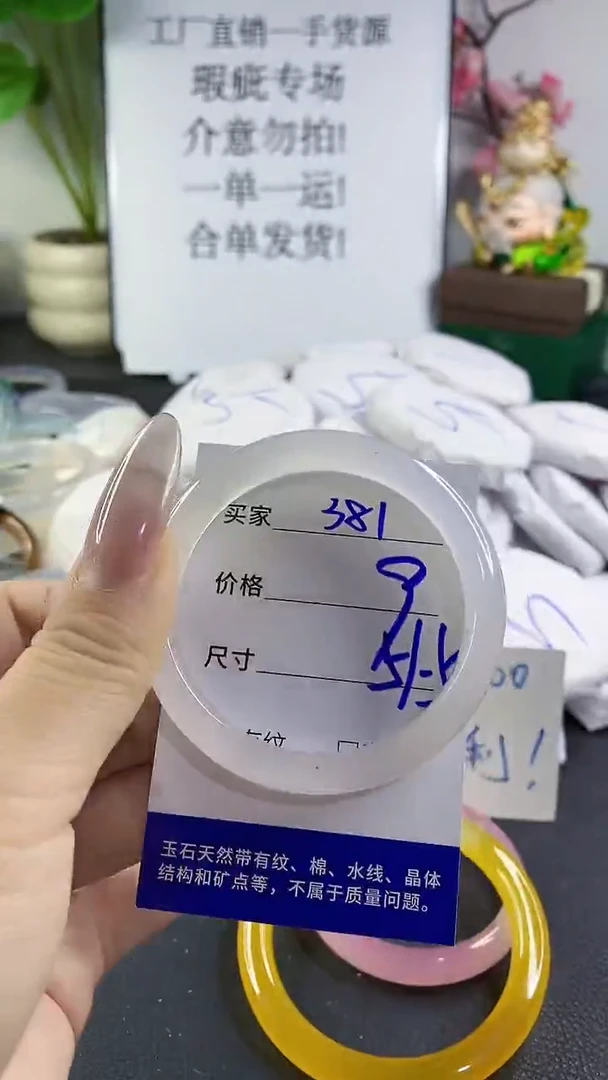 工厂直销一手货源
瑕疵专场
介意勿拍!
一单一运!
合单发货!
买家 381
价格 9
尺寸
利!
玉石天然带有纹、棉、水线、晶体
结构和矿点等，不属于质量问题。